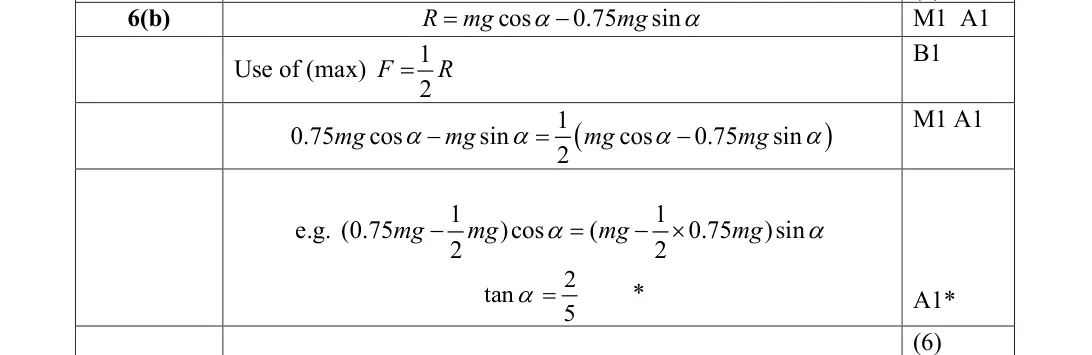 6(b) R = mg cos α − 0.75mg sin α M1 A1
Use of (max) F = 1/2 R B1
0.75mg cos α − mg sin α = 1/2 (mg cos α − 0.75mg sin α) M1 A1
e.g. (0.75mg − 1/2 mg) cos α = (mg − 1/2 × 0.75mg) sin α
tan α = 2/5 * A1*
(6)